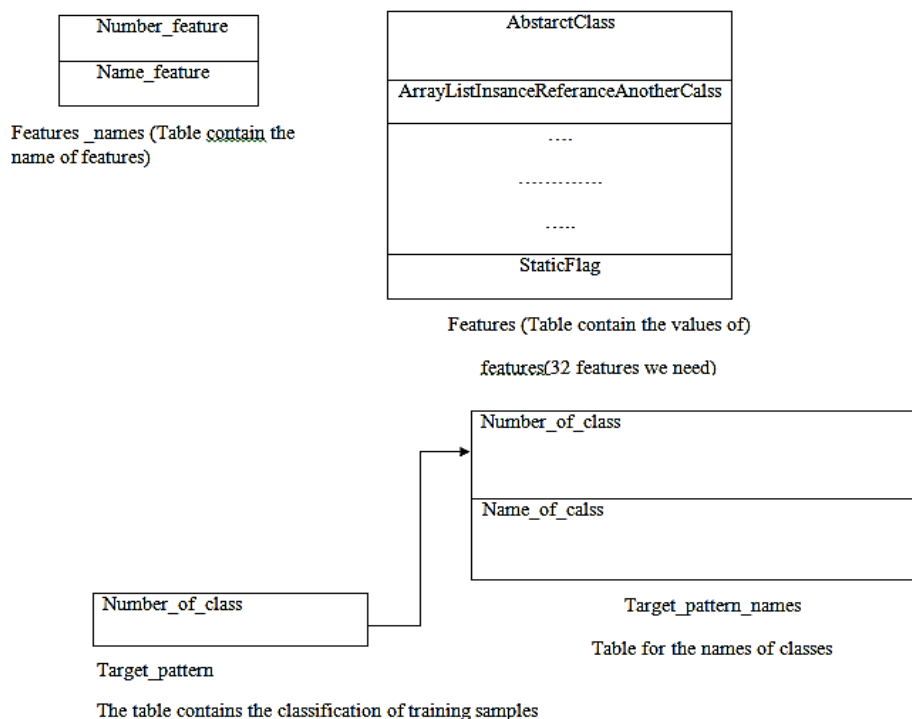 Number_feature
Name_feature
Features _names (Table contain the
name of features)
AbstarctClass
ArrayListInsanceReferanceAnotherCalss
----
-------------
-----
StaticFlag
Features (Table contain the values of)
features(32 features we need)
Number_of_class
Name_of_calss
Target_pattern_names
Table for the names of classes
Number_of_class
Target_pattern
The table contains the classification of training samples